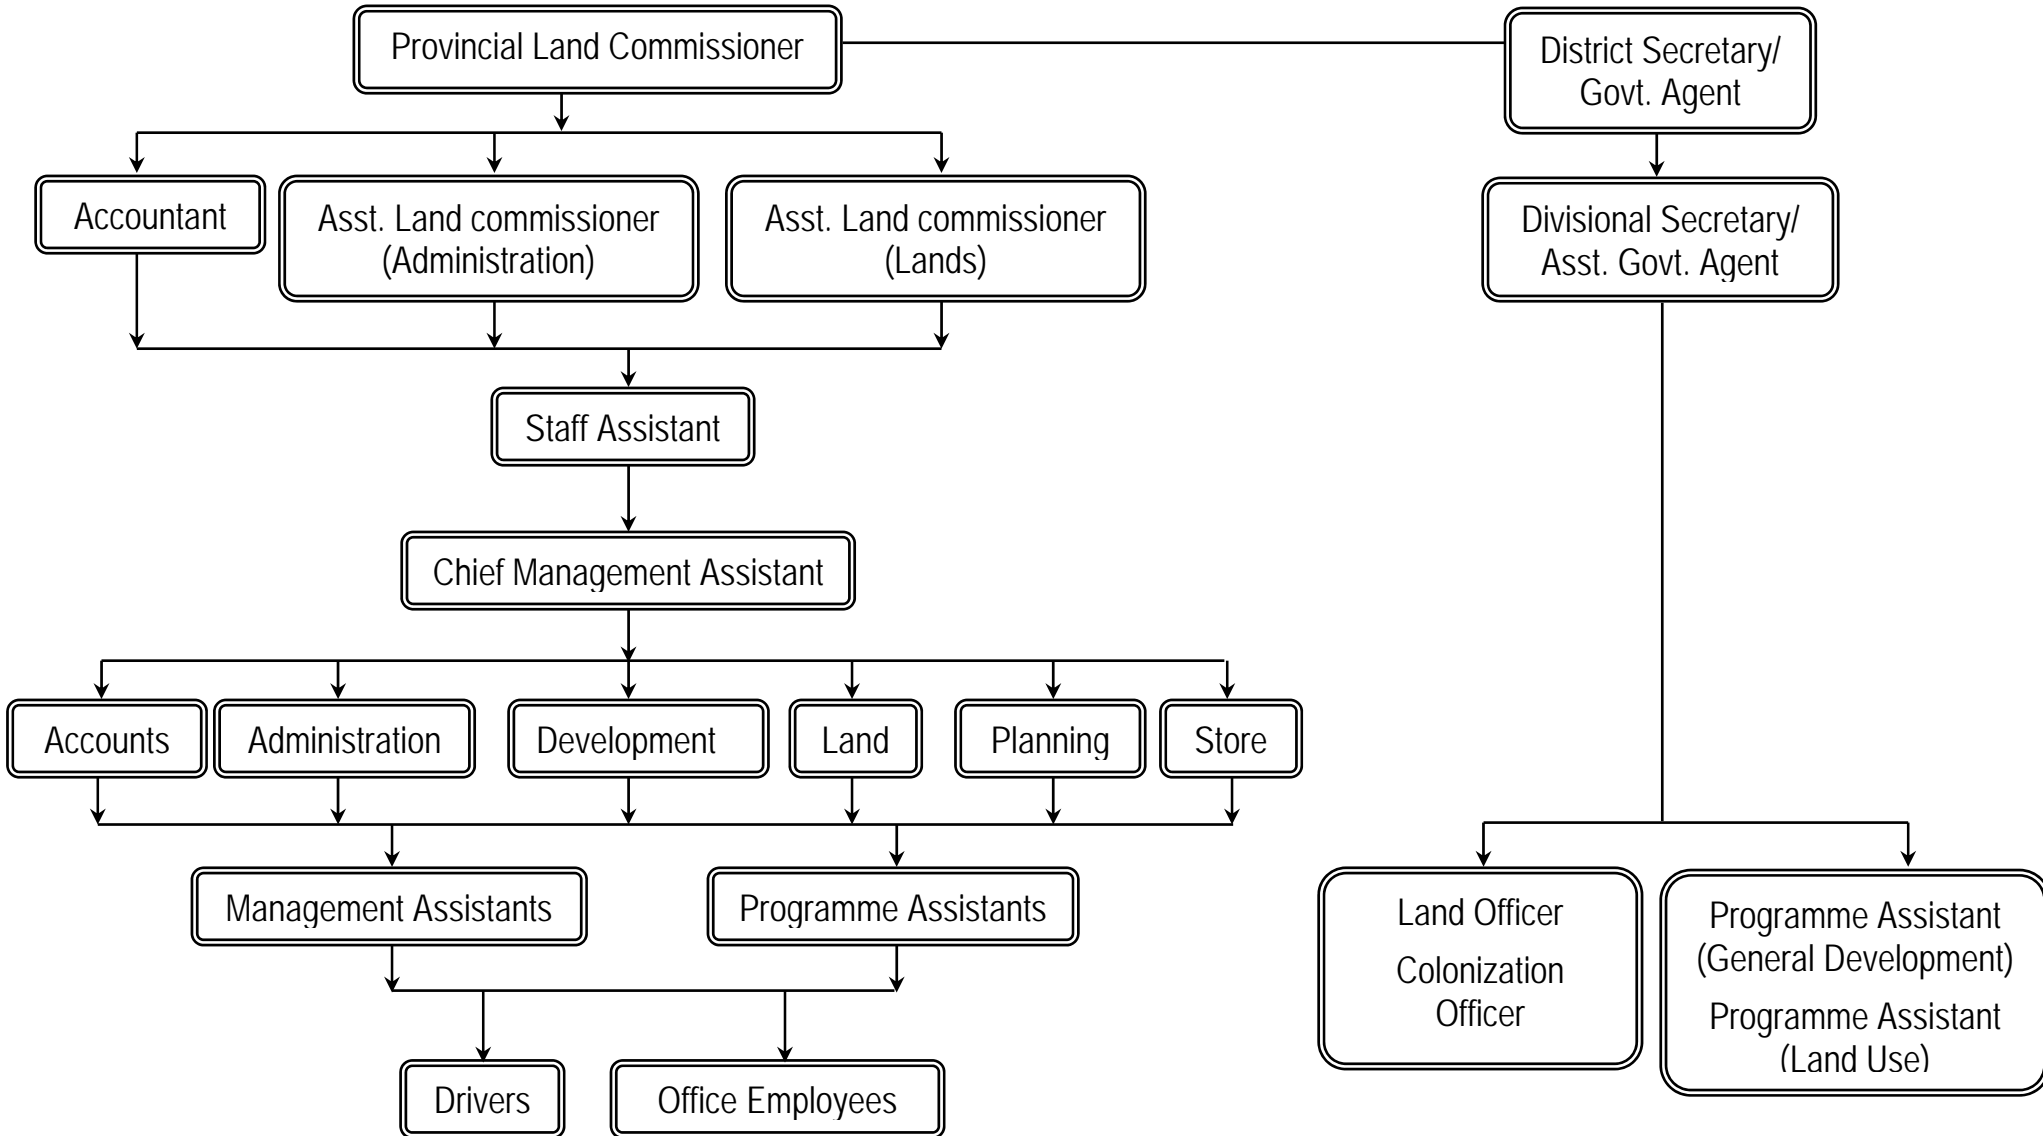 Provincial Land Commissioner
District Secretary/
Govt. Agent
Accountant
Asst. Land commissioner
(Administration)
Asst. Land commissioner
(Lands)
Divisional Secretary/
Asst. Govt. Agent
Staff Assistant
Chief Management Assistant
Accounts
Administration
Development
Land
Planning
Store
Management Assistants
Programme Assistants
Land Officer
Colonization
Officer
Programme Assistant
(General Development)
Programme Assistant
(Land Use)
Drivers
Office Employees